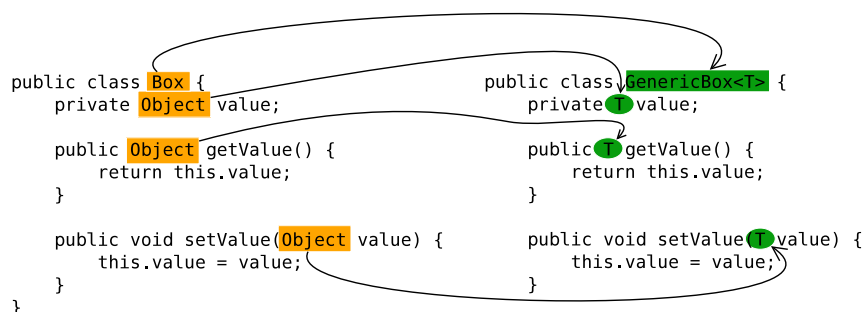 public class Box {
    private Object value;

    public Object getValue() {
        return this.value;
    }

    public void setValue(Object value) {
        this.value = value;
    }
}

public class GenericBox<T> {
    private T value;

    public T getValue() {
        return this.value;
    }

    public void setValue(T value) {
        this.value = value;
    }